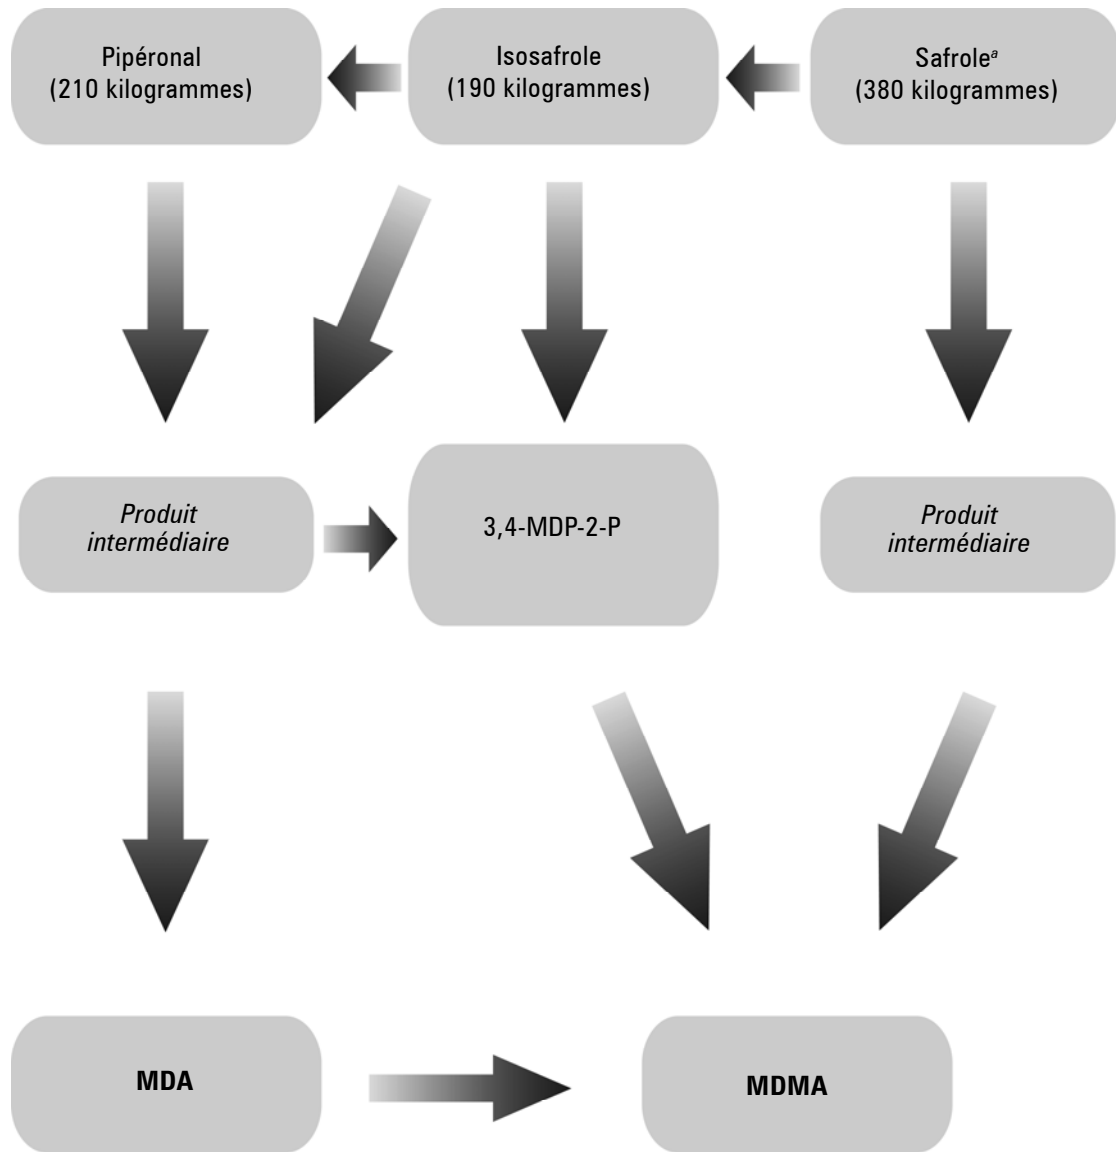 Pipéronal
(210 kilogrammes)
Isosafrole
(190 kilogrammes)
Safroleᵃ
(380 kilogrammes)
Produit
intermédiaire
3,4-MDP-2-P
Produit
intermédiaire
MDA
MDMA